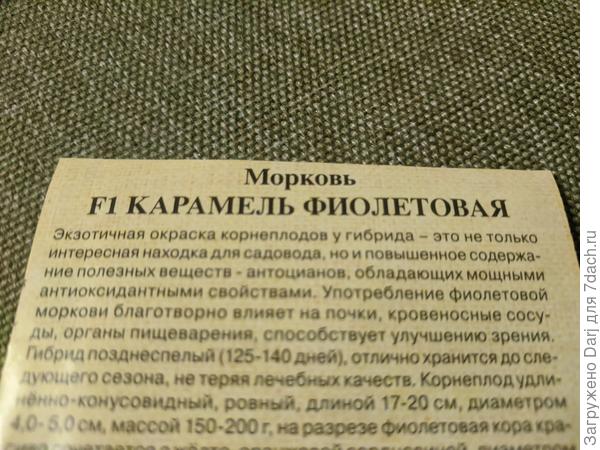 Морковь
F1 КАРАМЕЛЬ ФИОЛЕТОВАЯ
Экзотичная окраска корнеплодов у гибрида – это не только
интересная находка для садовода, но и повышенное содержа-
ние полезных веществ - антоцианов, обладающих мощными
антиоксидантными свойствами. Употребление фиолетовой
моркови благотворно влияет на почки, кровеносные сосу-
ды, органы пищеварения, способствует улучшению зрения.
Гибрид позднеспелый (125-140 дней), отлично хранится до сле-
дующего сезона, не теряя лечебных качеств. Корнеплод удли-
нённо-конусовидный, ровный, длиной 17-20 см, диаметром
4,0- 5,0 см, массой 150-200 г, на разрезе фиолетовая кора кра-
Загружено Darj для 7dach.ru